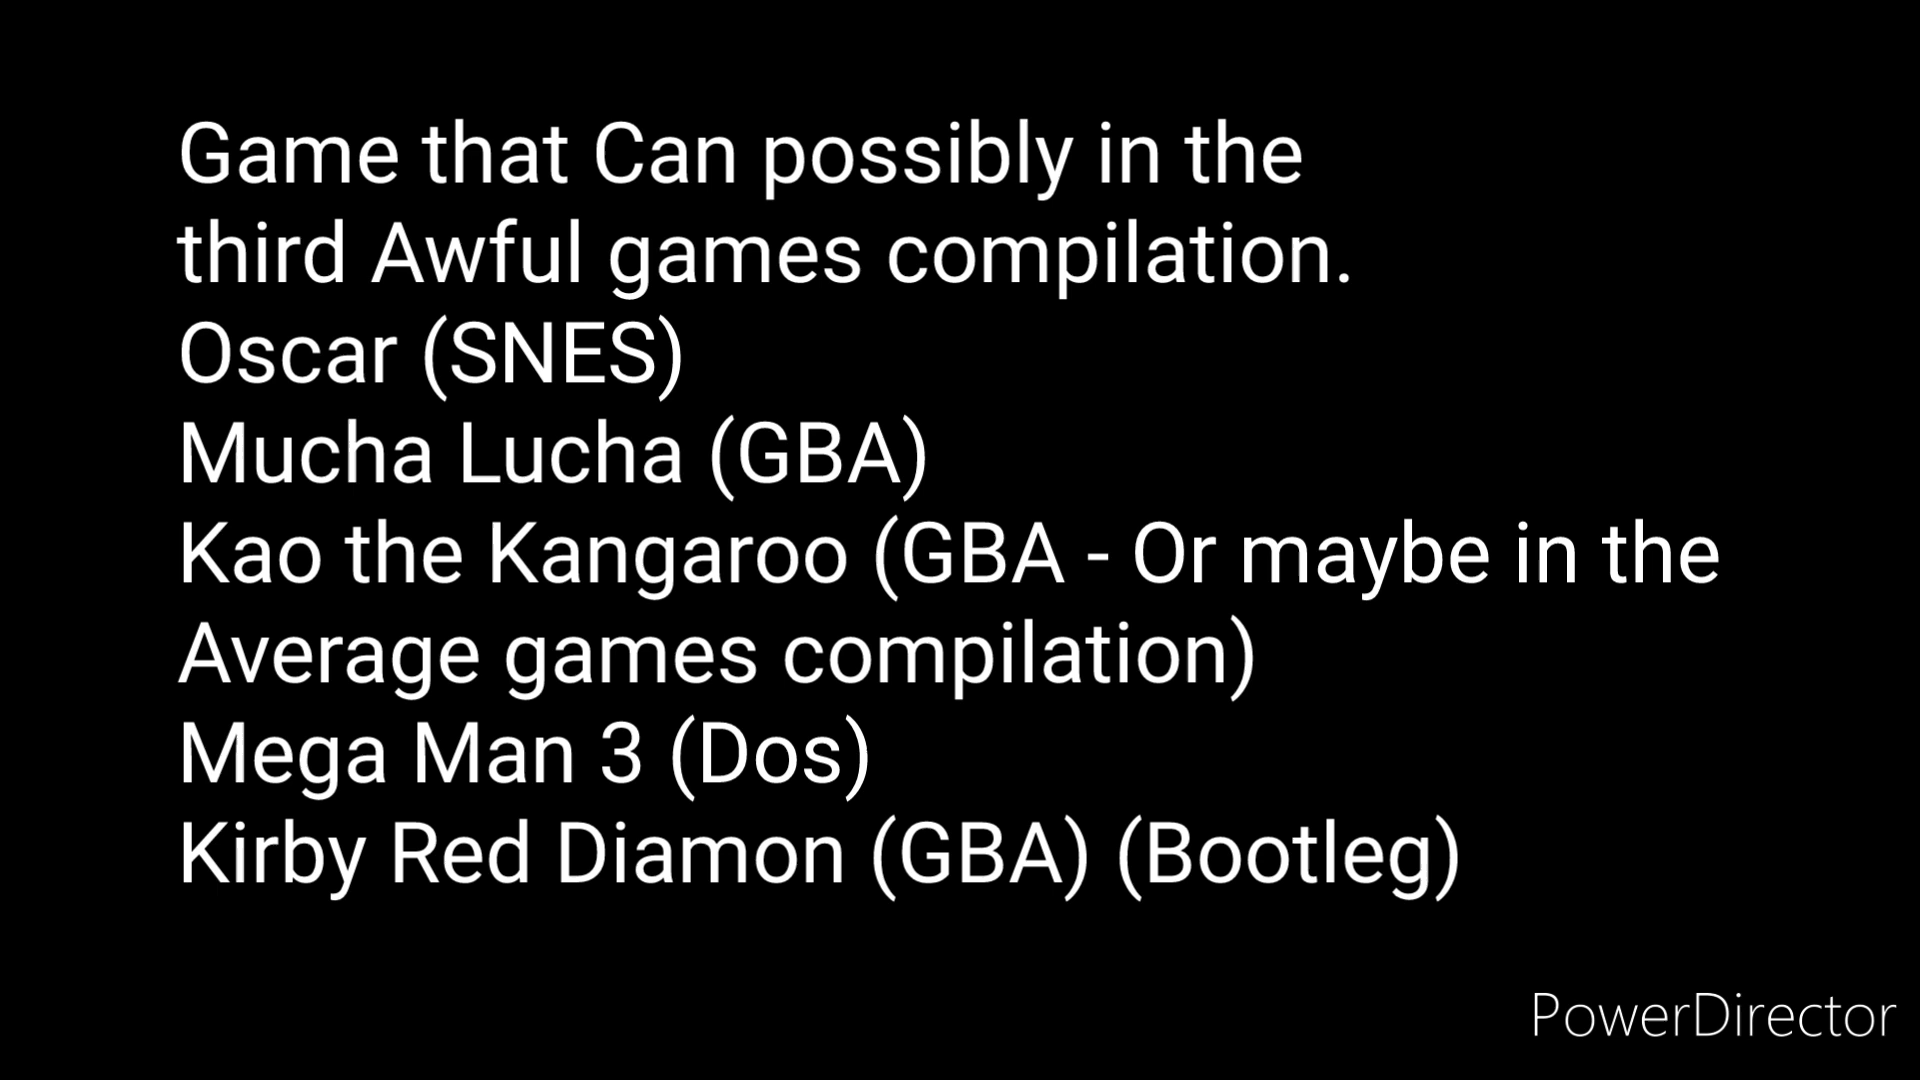 Game that Can possibly in the
third Awful games compilation.
Oscar (SNES)
Mucha Lucha (GBA)
Kao the Kangaroo (GBA - Or maybe in the
Average games compilation)
Mega Man 3 (Dos)
Kirby Red Diamon (GBA) (Bootleg)
PowerDirector